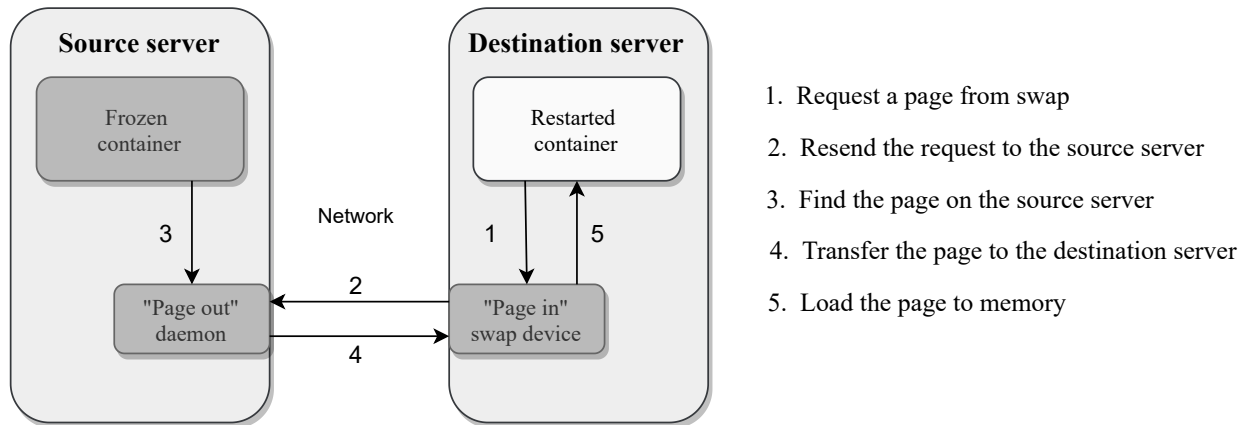 Source server
Frozen
container
3
"Page out"
daemon
Network
2
4
Destination server
Restarted
container
1
5
"Page in"
swap device
1. Request a page from swap
2. Resend the request to the source server
3. Find the page on the source server
4. Transfer the page to the destination server
5. Load the page to memory